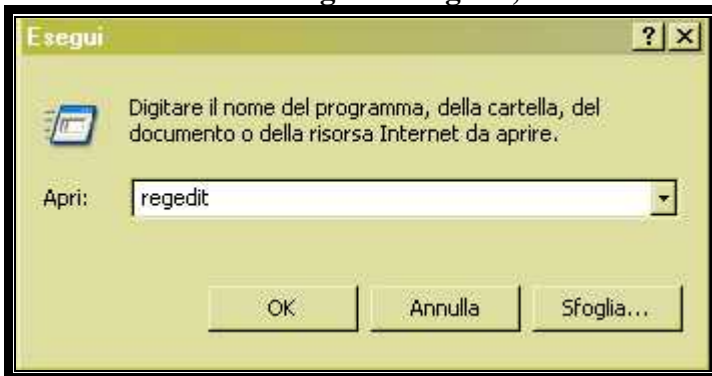 Esegui
Digitare il nome del programma, della cartella, del
documento o della risorsa Internet da aprire.
Apri: regedit
OK Annulla Sfoglia...